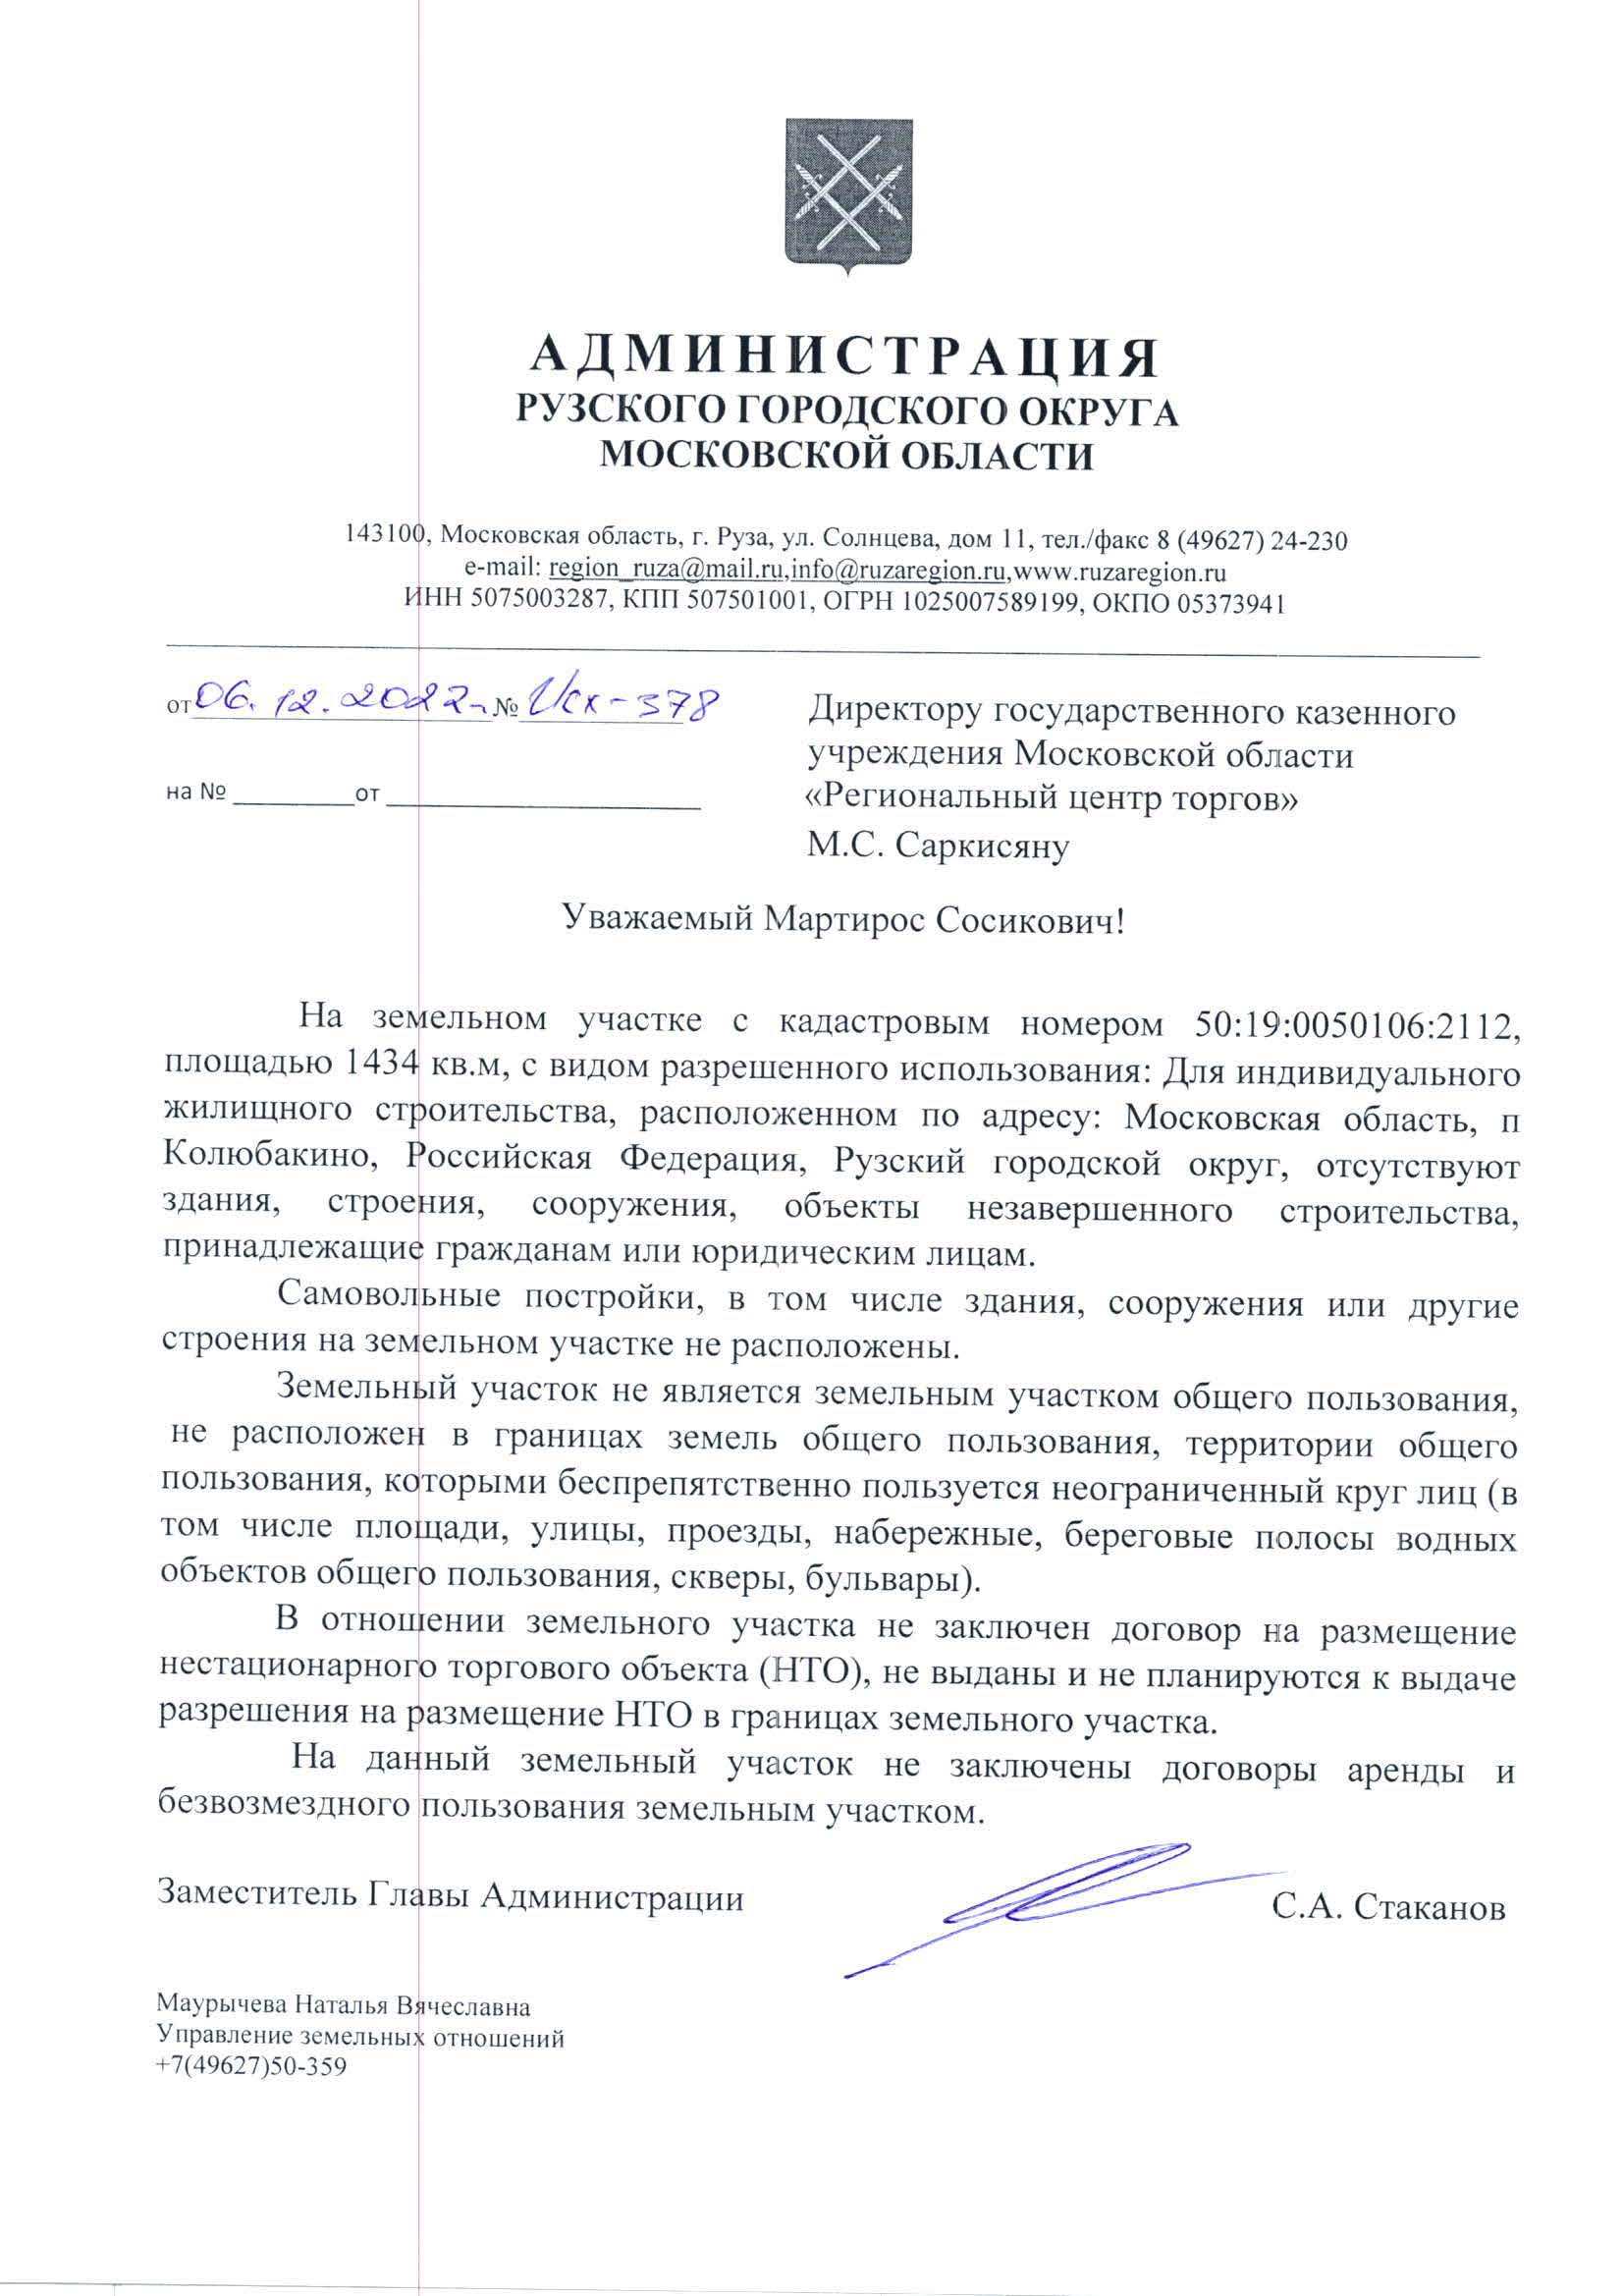 АДМИНИСТРАЦИЯ
РУЗСКОГО ГОРОДСКОГО ОКРУГА
МОСКОВСКОЙ ОБЛАСТИ
143100, Московская область, г. Руза, ул. Солнцева, дом 11, тел./факс 8 (49627) 24-230
e-mail: region_ruza@mail.ru,info@ruzaregion.ru,www.ruzaregion.ru
ИНН 5075003287, КПП 507501001, ОГРН 1025007589199, ОКПО 05373941
от 06.12.2022 г. № Исх-378
на № _________ от _______________________
Директору государственного казенного
учреждения Московской области
«Региональный центр торгов»
М.С. Саркисяну
Уважаемый Мартирос Сосикович!
На земельном участке с кадастровым номером 50:19:0050106:2112,
площадью 1434 кв.м, с видом разрешенного использования: Для индивидуального
жилищного строительства, расположенном по адресу: Московская область, п
Колюбакино, Российская Федерация, Рузский городской округ, отсутствуют
здания, строения, сооружения, объекты незавершенного строительства,
принадлежащие гражданам или юридическим лицам.
Самовольные постройки, в том числе здания, сооружения или другие
строения на земельном участке не расположены.
Земельный участок не является земельным участком общего пользования,
не расположен в границах земель общего пользования, территории общего
пользования, которыми беспрепятственно пользуется неограниченный круг лиц (в
том числе площади, улицы, проезды, набережные, береговые полосы водных
объектов общего пользования, скверы, бульвары).
В отношении земельного участка не заключен договор на размещение
нестационарного торгового объекта (НТО), не выданы и не планируются к выдаче
разрешения на размещение НТО в границах земельного участка.
На данный земельный участок не заключены договоры аренды и
безвозмездного пользования земельным участком.
Заместитель Главы Администрации
С.А. Стаканов
Маурычева Наталья Вячеславна
Управление земельных отношений
+7(49627)50-359